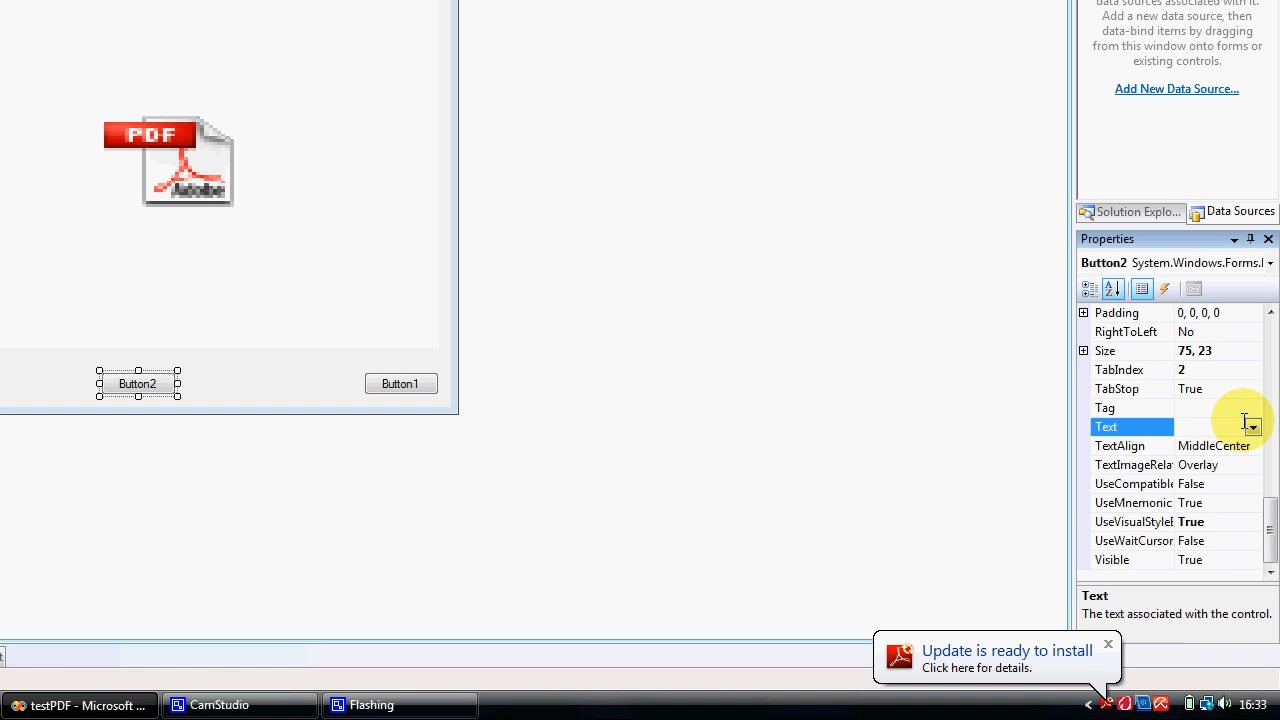 data sources associated with it.
Add a new data source, then
data-bind items by dragging
from this window onto forms or
existing controls.
Add New Data Source...
PDF
Adobe
Solution Explo...
Data Sources
Properties
Button2 System.Windows.Forms.
Padding 0, 0, 0, 0
RightToLeft No
Size 75, 23
TabIndex 2
TabStop True
Tag
Text
TextAlign MiddleCenter
TextImageRela Overlay
UseCompatible False
UseMnemonic True
UseVisualStyle True
UseWaitCursor False
Visible True
Button2
Button1
Text
The text associated with the control.
Update is ready to install
Click here for details.
testPDF - Microsoft ...
CamStudio
Flashing
16:33